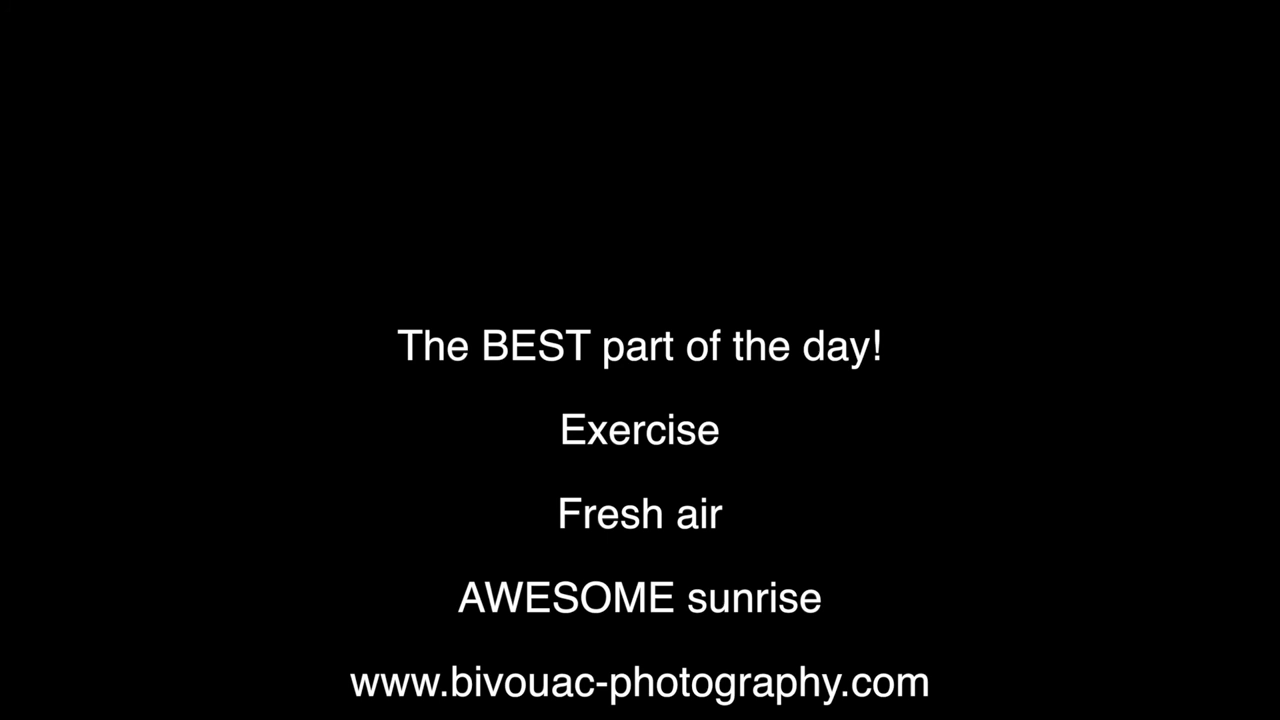 The BEST part of the day!
Exercise
Fresh air
AWESOME sunrise
www.bivouac-photography.com